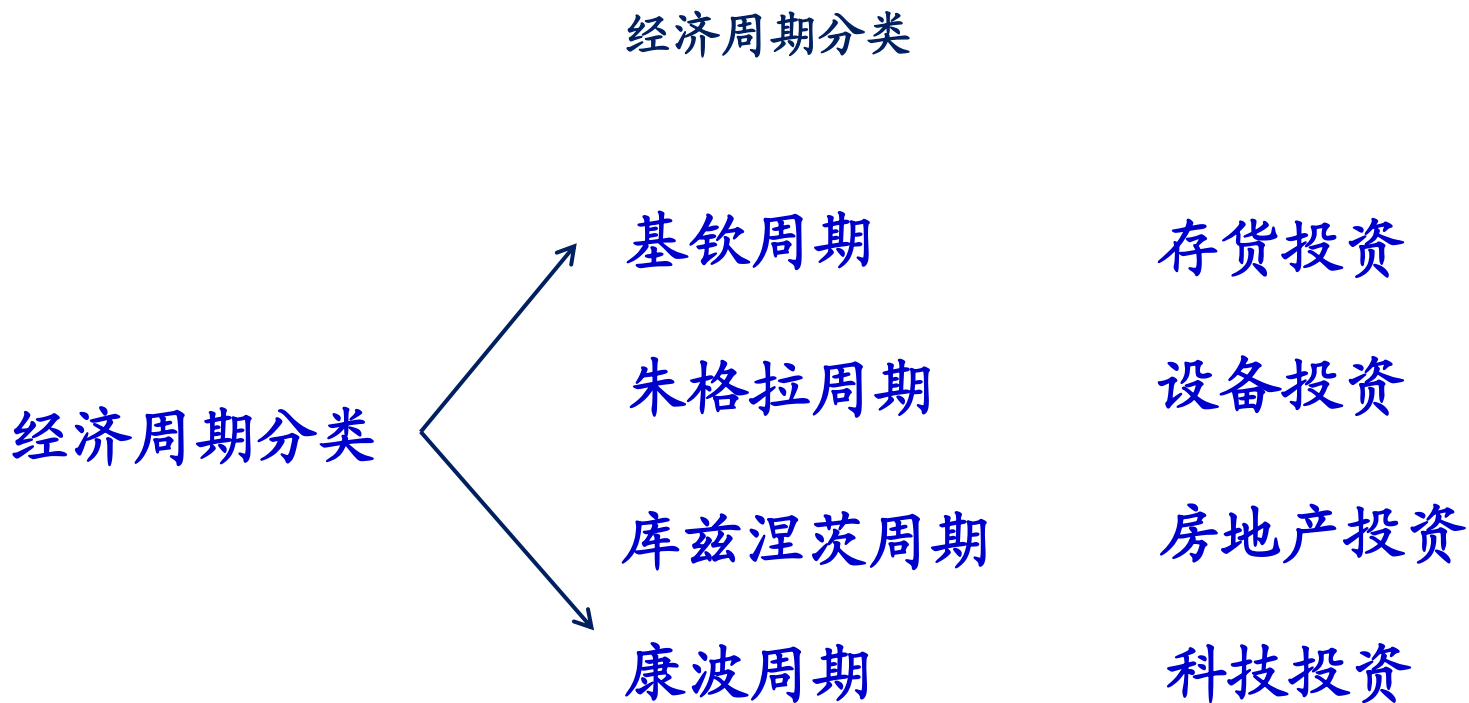 经济周期分类
基钦周期 存货投资
朱格拉周期 设备投资
经济周期分类
库兹涅茨周期 房地产投资
康波周期 科技投资